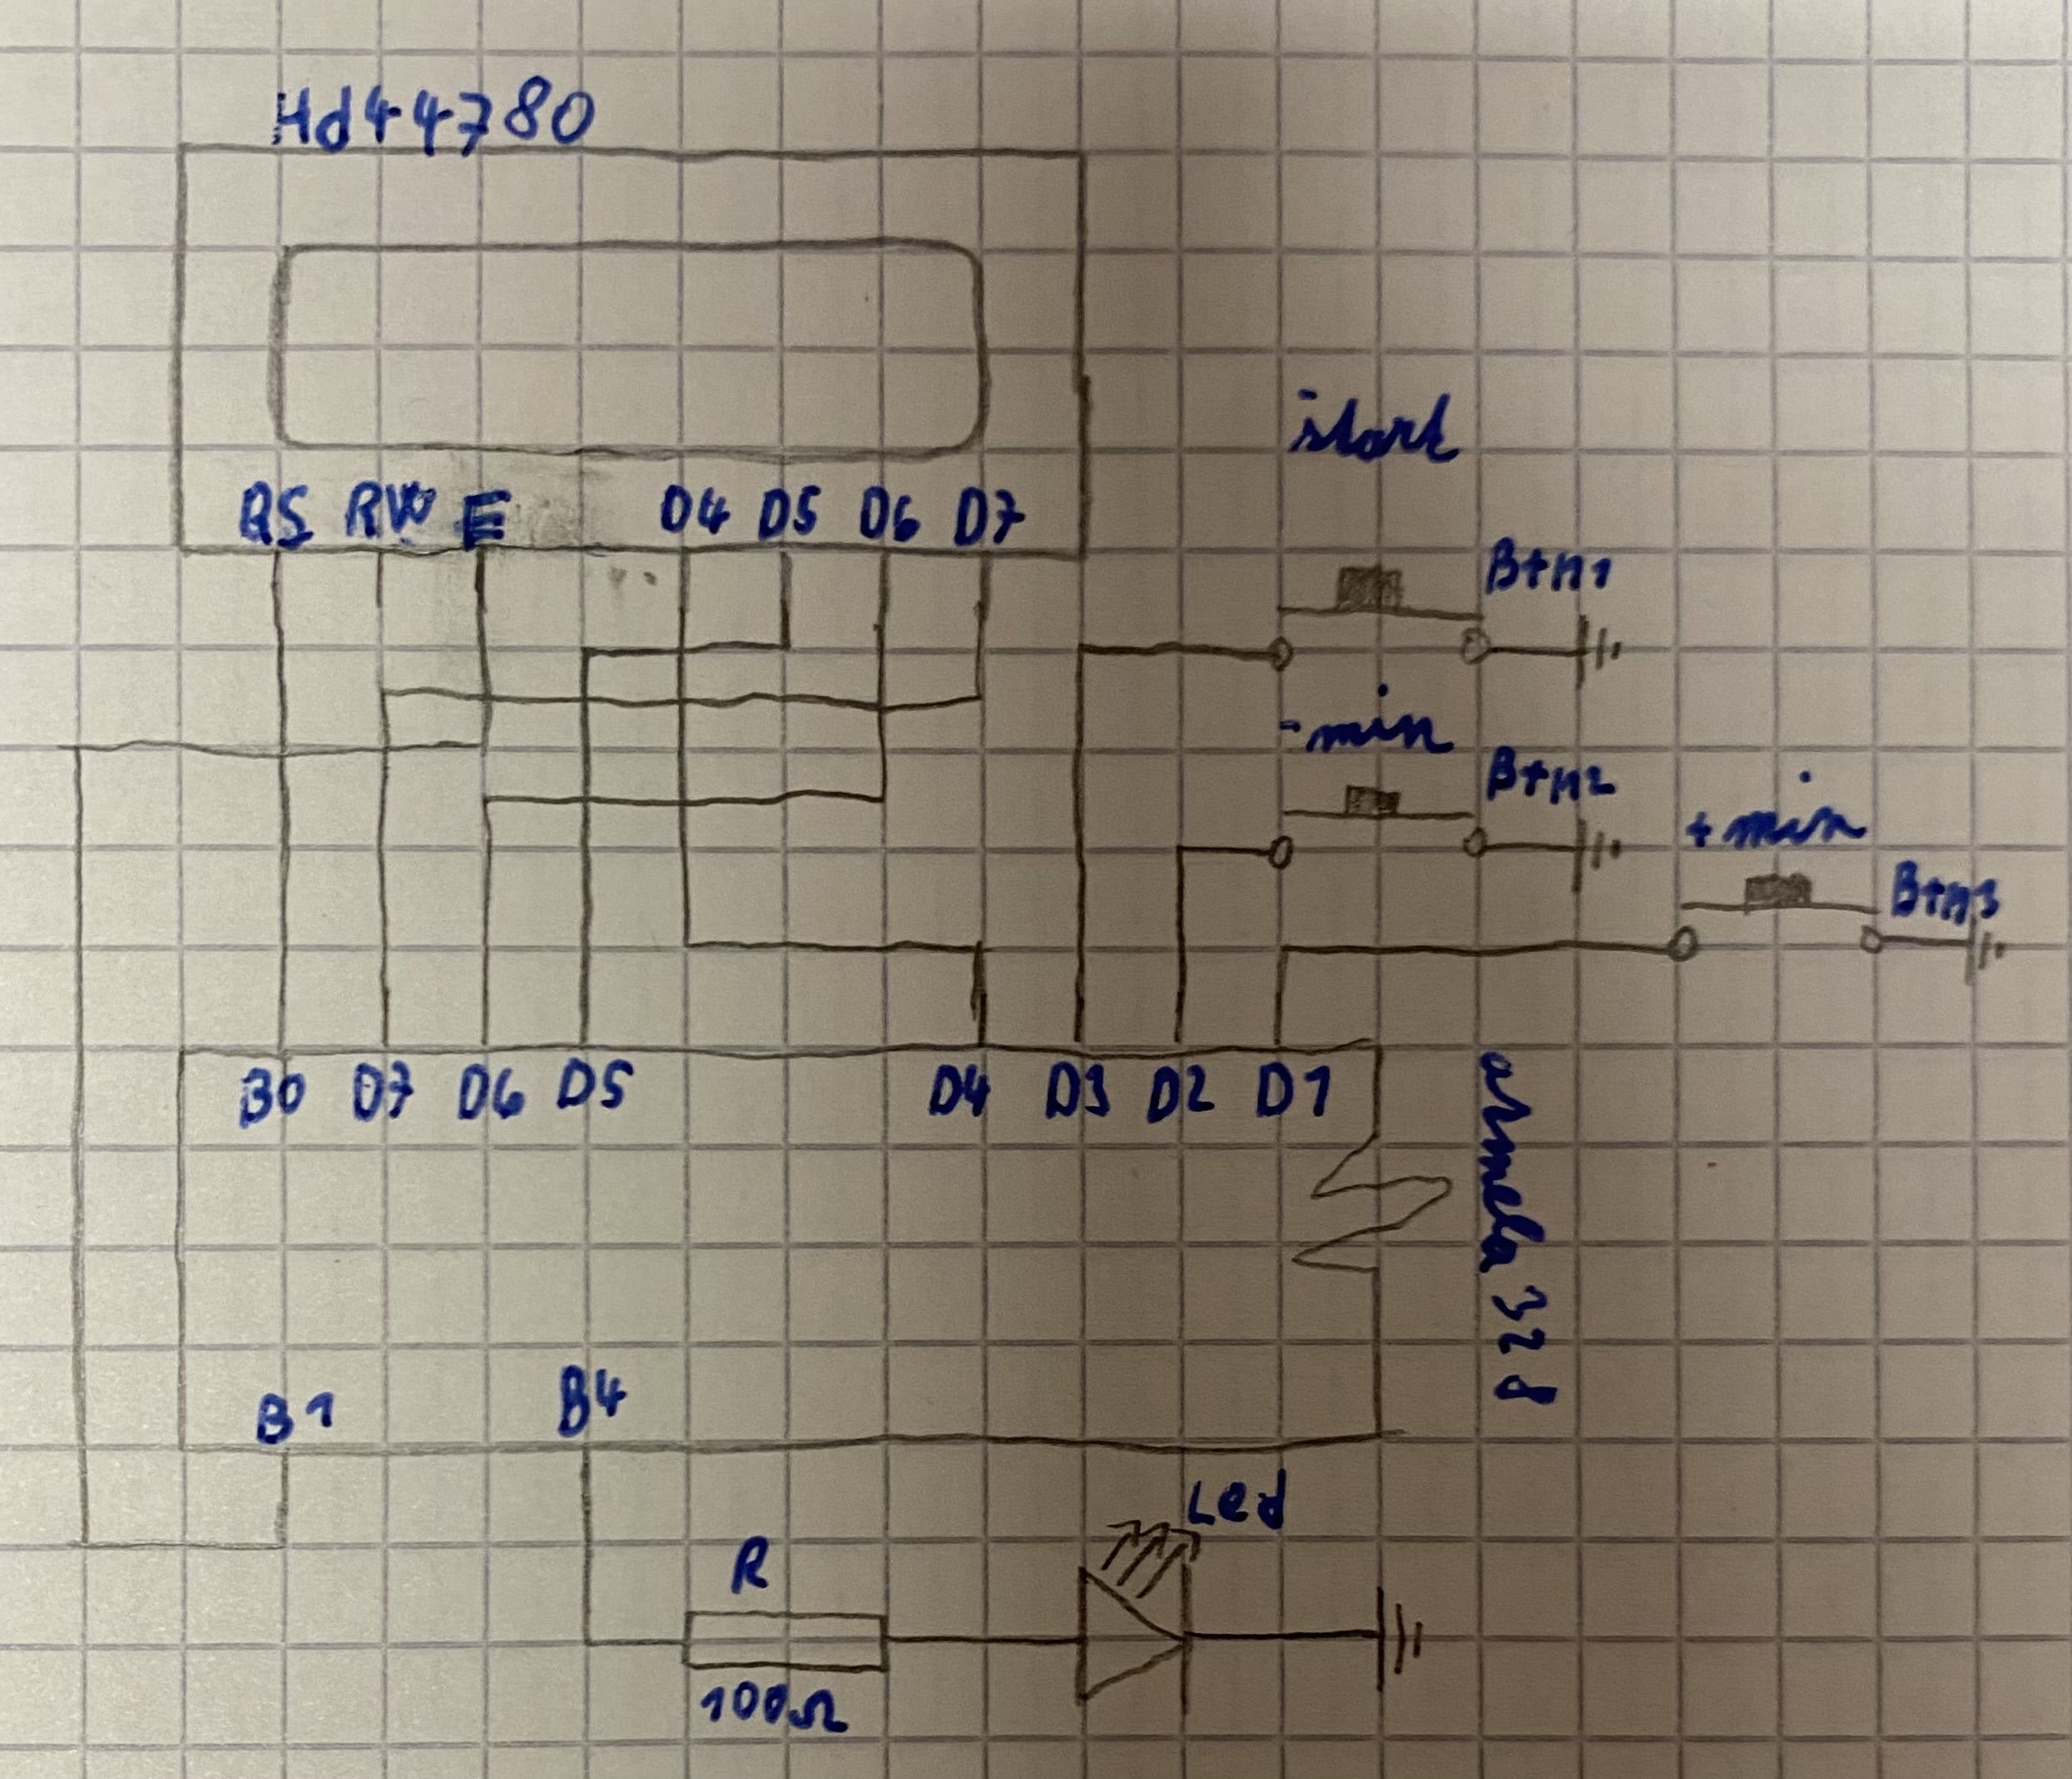 Hd44780
RS RW E D4 D5 D6 D7
start
Btn1
-min
Btn2
+min
Btn3
B0 D7 D6 D5 D4 D3 D2 D1
328
B1 B4
Led
R
100Ω